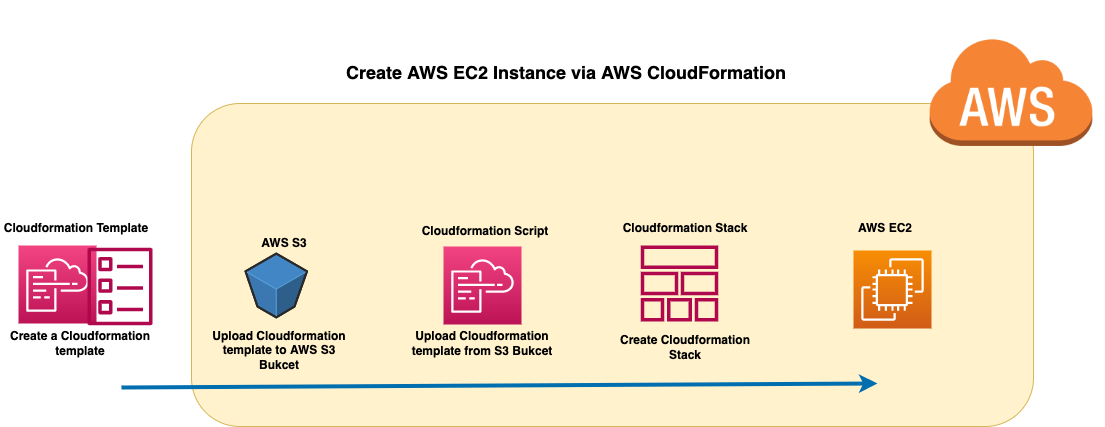 Create AWS EC2 Instance via AWS CloudFormation
AWS
Cloudformation Template
Create a Cloudformation
template
AWS S3
Upload Cloudformation
template to AWS S3
Bukcet
Cloudformation Script
Upload Cloudformation
template from S3 Bukcet
Cloudformation Stack
Create Cloudformation
Stack
AWS EC2